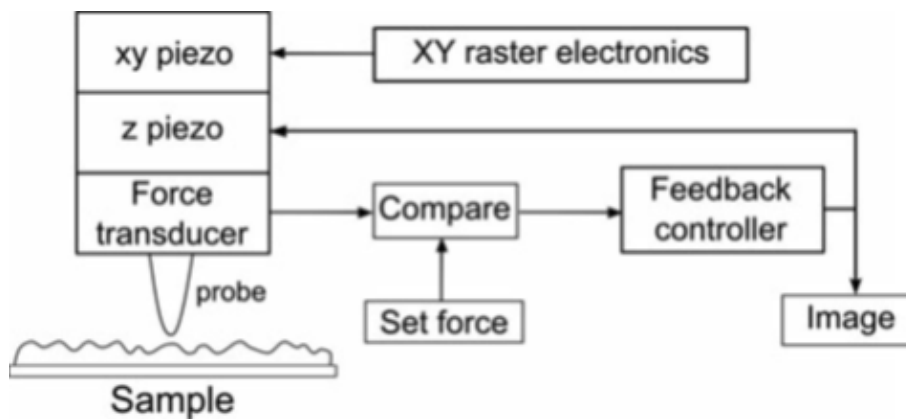 xy piezo
XY raster electronics
z piezo
Force
transducer
Compare
Feedback
controller
probe
Set force
Image
Sample